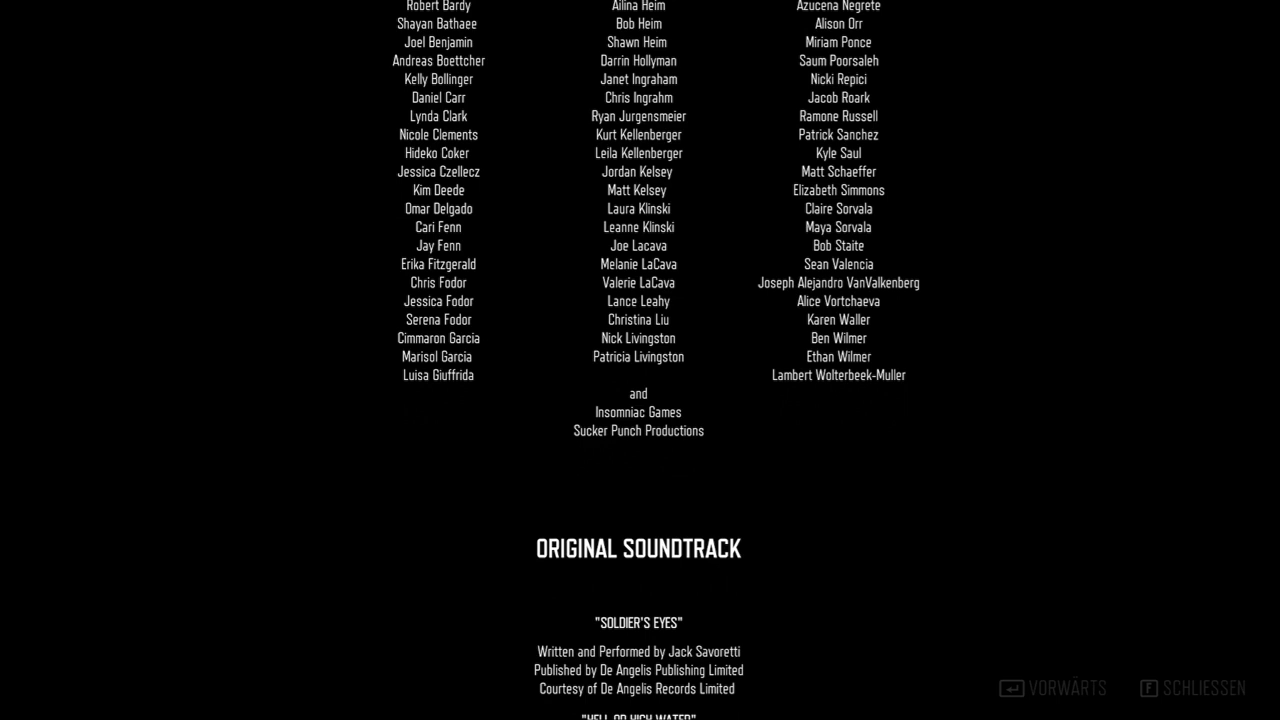 Robert Bardy
Shayan Bathaee
Joel Benjamin
Andreas Boettcher
Kelly Bollinger
Daniel Carr
Lynda Clark
Nicole Clements
Hideko Coker
Jessica Czellecz
Kim Deede
Omar Delgado
Cari Fenn
Jay Fenn
Erika Fitzgerald
Chris Fodor
Jessica Fodor
Serena Fodor
Cimmaron Garcia
Marisol Garcia
Luisa Giuffrida
Ailina Heim
Bob Heim
Shawn Heim
Darrin Hollyman
Janet Ingraham
Chris Ingrahm
Ryan Jurgensmeier
Kurt Kellenberger
Leila Kellenberger
Jordan Kelsey
Matt Kelsey
Laura Klinski
Leanne Klinski
Joe Lacava
Melanie LaCava
Valerie LaCava
Lance Leahy
Christina Liu
Nick Livingston
Patricia Livingston
Azucena Negrete
Alison Orr
Miriam Ponce
Saum Poorsaleh
Nicki Repici
Jacob Roark
Ramone Russell
Patrick Sanchez
Kyle Saul
Matt Schaeffer
Elizabeth Simmons
Claire Sorvala
Maya Sorvala
Bob Staite
Sean Valencia
Joseph Alejandro VanValkenberg
Alice Vortchaeva
Karen Waller
Ben Wilmer
Ethan Wilmer
Lambert Wolterbeek-Muller
and
Insomniac Games
Sucker Punch Productions
ORIGINAL SOUNDTRACK
"SOLDIER'S EYES"
Written and Performed by Jack Savoretti
Published by De Angelis Publishing Limited
Courtesy of De Angelis Records Limited
"HELL OR HIGH WATER"
VORWÄRTS
F SCHLIESSEN